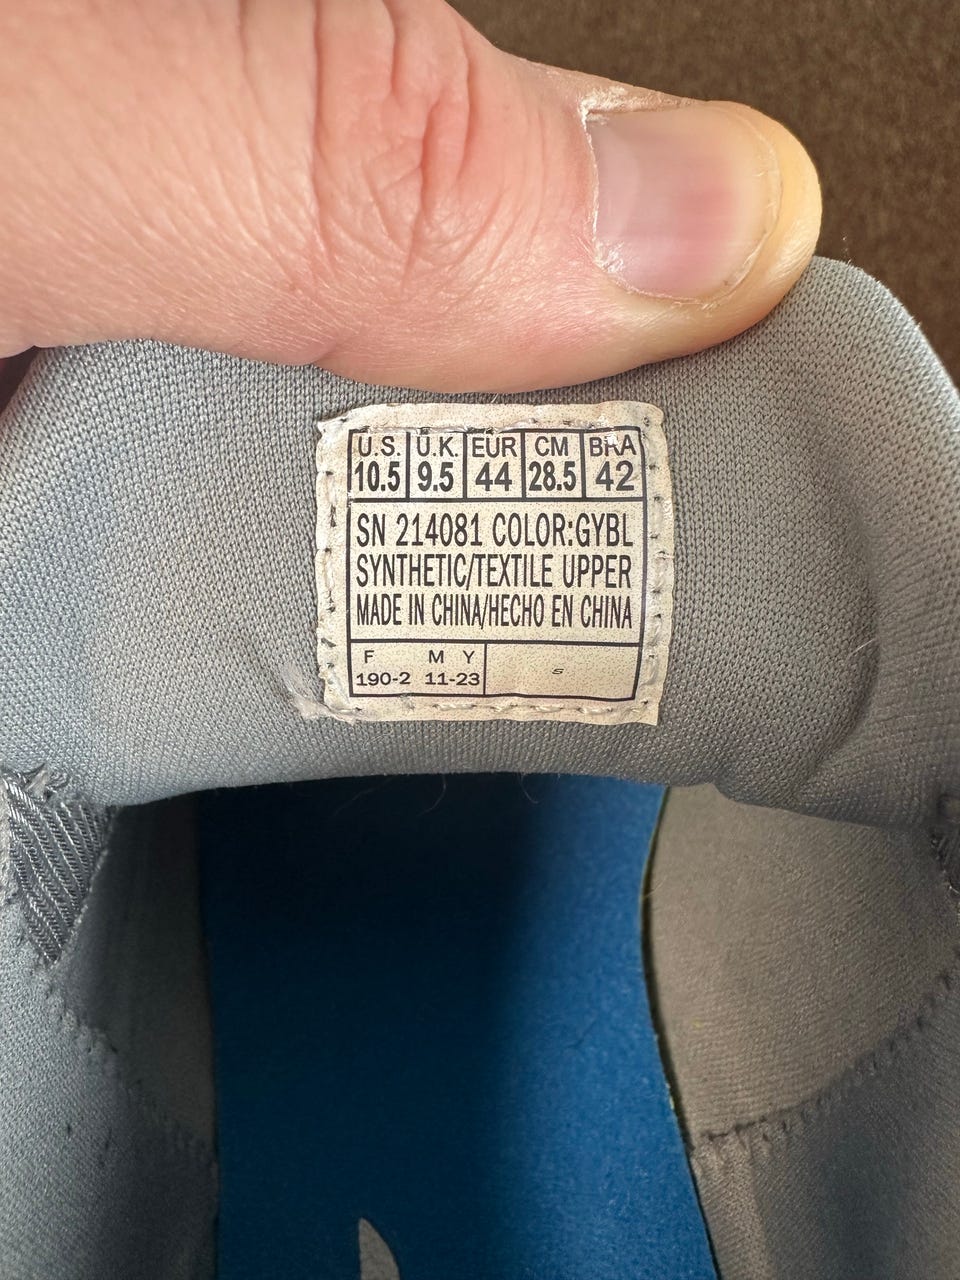 U.S. U.K. EUR CM BRA
10.5 9.5 44 28.5 42
SN 214081 COLOR:GYBL
SYNTHETIC/TEXTILE UPPER
MADE IN CHINA/HECHO EN CHINA
F M Y
190-2 11-23